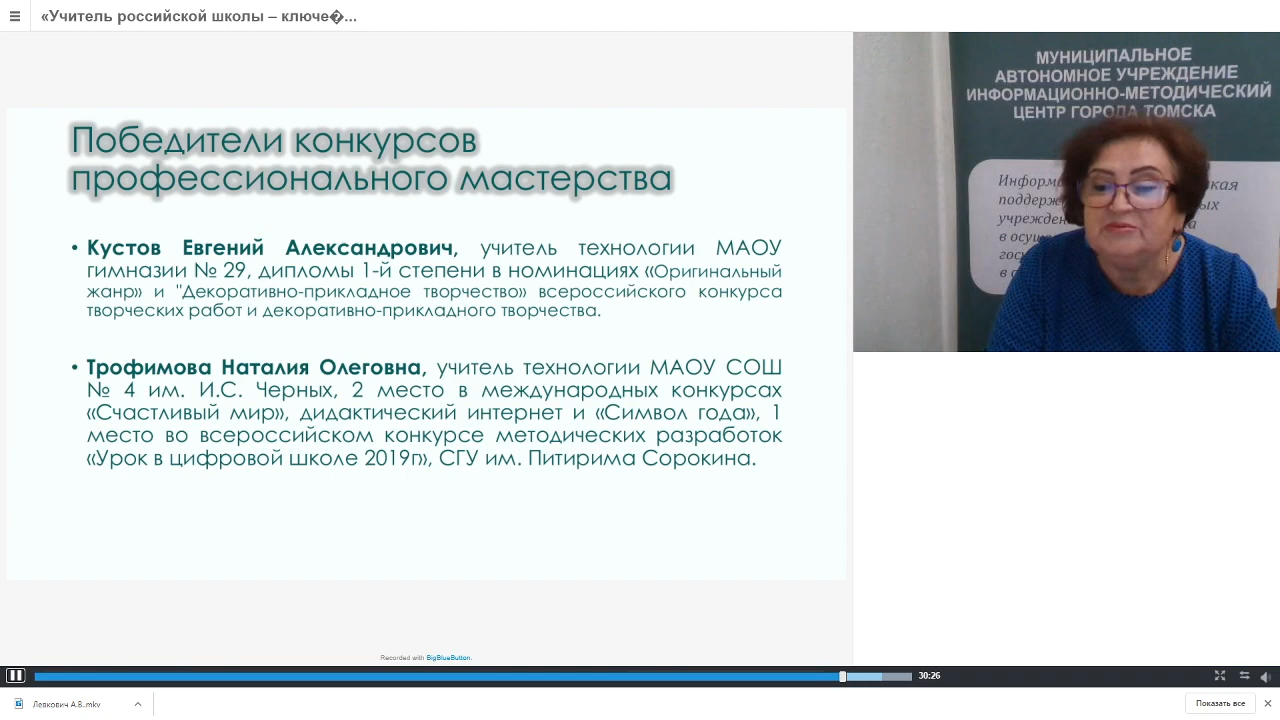 «Учитель российской школы – ключе�...
МУНИЦИПАЛЬНОЕ
АВТОНОМНОЕ УЧРЕЖДЕНИЕ
ИНФОРМАЦИОННО-МЕТОДИЧЕСКИЙ
ЦЕНТР ГОРОДА ТОМСКА
Победители конкурсов
профессионального мастерства
• Кустов Евгений Александрович, учитель технологии МАОУ
гимназии № 29, дипломы 1-й степени в номинациях «Оригинальный
жанр» и "Декоративно-прикладное творчество» всероссийского конкурса
творческих работ и декоративно-прикладного творчества.
• Трофимова Наталия Олеговна, учитель технологии МАОУ СОШ
№ 4 им. И.С. Черных, 2 место в международных конкурсах
«Счастливый мир», дидактический интернет и «Символ года», 1
место во всероссийском конкурсе методических разработок
«Урок в цифровой школе 2019г», СГУ им. Питирима Сорокина.
Recorded with BigBlueButton.
30:26
Левкович А.В..mkv
Показать все